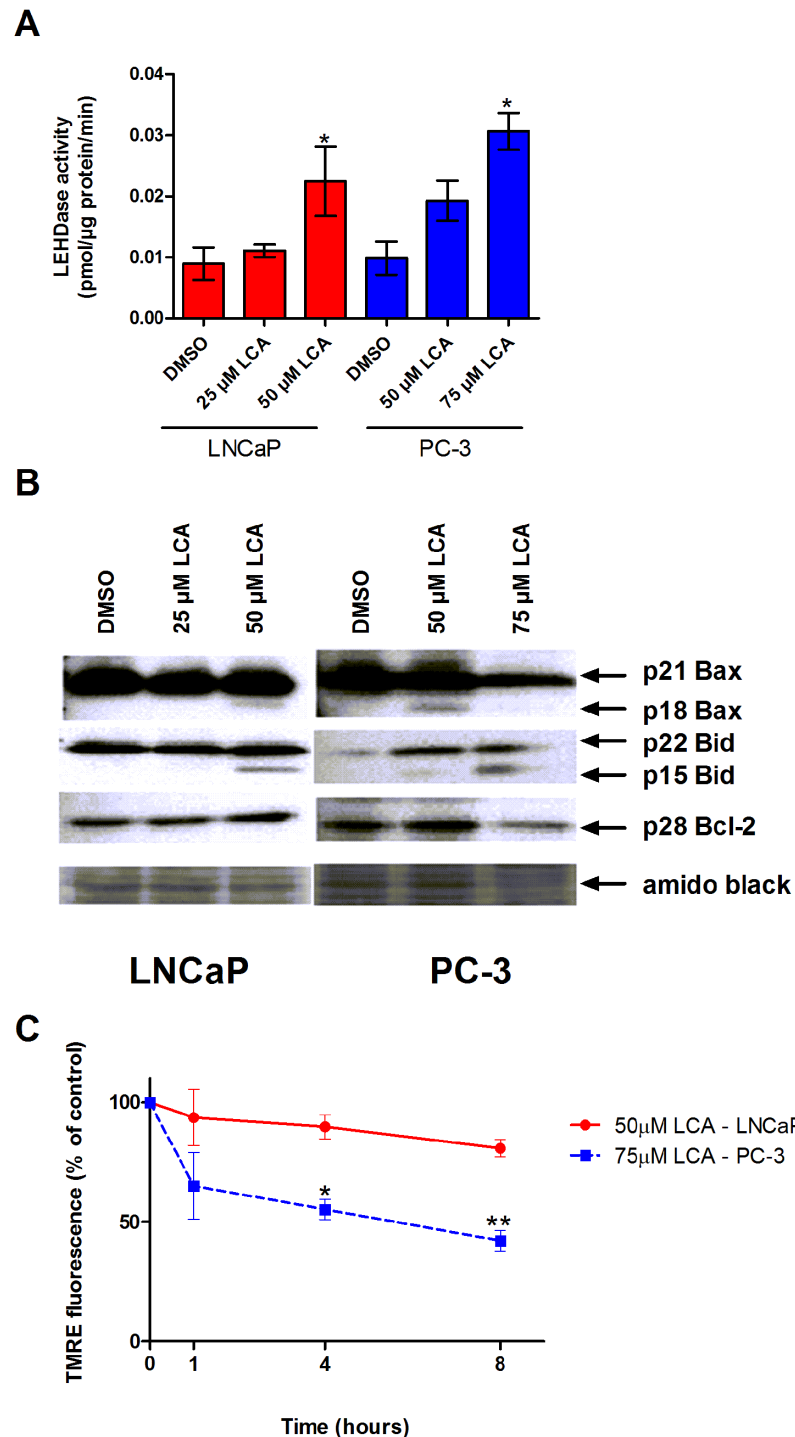 A
LEHDase activity
(pmol/µg protein/min)
0.04
0.03
0.02
0.01
0.00
*
*
DMSO
25 µM LCA
50 µM LCA
DMSO
50 µM LCA
75 µM LCA
LNCaP
PC-3
B
DMSO
25 µM LCA
50 µM LCA
DMSO
50 µM LCA
75 µM LCA
p21 Bax
p18 Bax
p22 Bid
p15 Bid
p28 Bcl-2
amido black
LNCaP
PC-3
C
TMRE fluorescence (% of control)
100
50
0
*
**
50µM LCA - LNCaP
75µM LCA - PC-3
0
1
4
8
Time (hours)